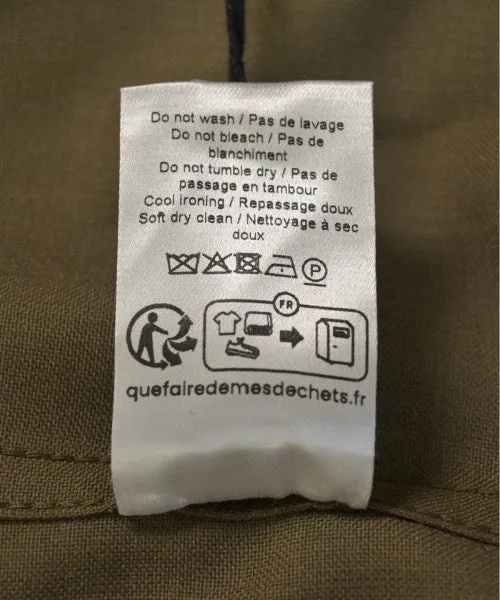 Do not wash / Pas de lavage
Do not bleach / Pas de
blanchiment
Do not tumble dry / Pas de
passage en tambour
Cool ironing / Repassage doux
Soft dry clean / Nettoyage à sec
doux
P
FR
quefairedemesdechets.fr